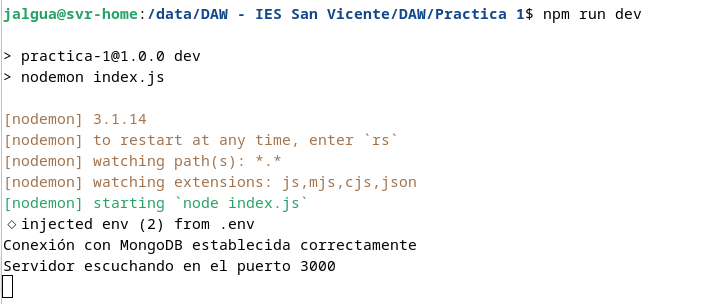 jalgua@svr-home:/data/DAW - IES San Vicente/DAW/Practica 1$ npm run dev
> practica-1@1.0.0 dev
> nodemon index.js
[nodemon] 3.1.14
[nodemon] to restart at any time, enter `rs`
[nodemon] watching path(s): *.*
[nodemon] watching extensions: js,mjs,cjs,json
[nodemon] starting `node index.js`
◇ injected env (2) from .env
Conexión con MongoDB establecida correctamente
Servidor escuchando en el puerto 3000